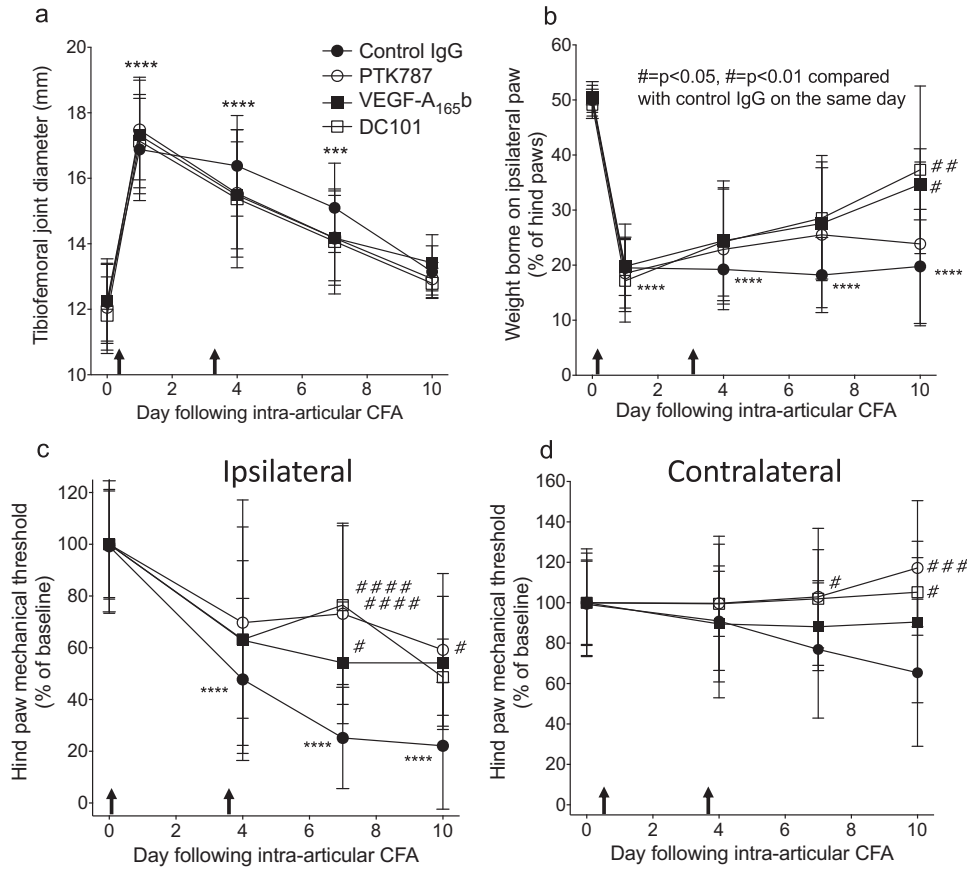 a
Tibiofemoral joint diameter (mm)
20
18
16
14
12
10
****
****
***
Control IgG
PTK787
VEGF-A165b
DC101
0 2 4 6 8 10
Day following intra-articular CFA
b
Weight borne on ipsilateral paw
(% of hind paws)
60
50
40
30
20
10
0
#=p<0.05, #=p<0.01 compared
with control IgG on the same day
##
#
****
****
****
****
0 2 4 6 8 10
Day following intra-articular CFA
c
Ipsilateral
Hind paw mechanical threshold
(% of baseline)
120
100
80
60
40
20
0
####
####
#
#
****
****
****
0 2 4 6 8 10
Day following intra-articular CFA
d
Contralateral
Hind paw mechanical threshold
(% of baseline)
160
140
120
100
80
60
40
20
0
#
###
#
0 2 4 6 8 10
Day following intra-articular CFA